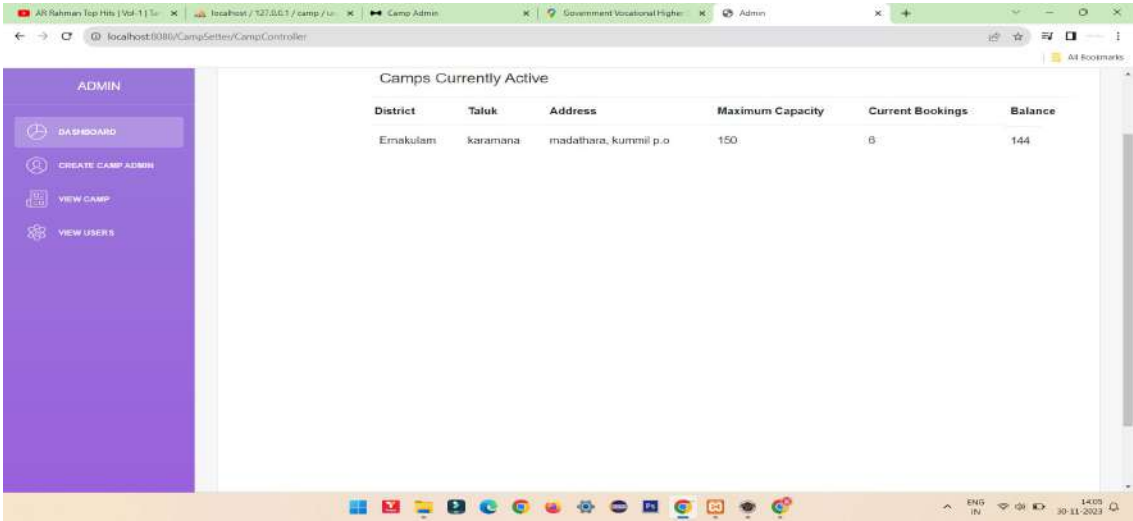 AR Rahman Top Hits | Vol-1 | Ta
localhost / 127.0.0.1 / camp / u
Camp Admin
Government Vocational Higher
Admin
localhost:8080/CampSetter/CampController
All Bookmarks
ADMIN
DASHBOARD
CREATE CAMP ADMIN
VIEW CAMP
VIEW USERS
Camps Currently Active
District Taluk Address Maximum Capacity Current Bookings Balance
Ernakulam karamana madathara, kummil p.o 150 6 144
ENG
IN
14:05
30-11-2023